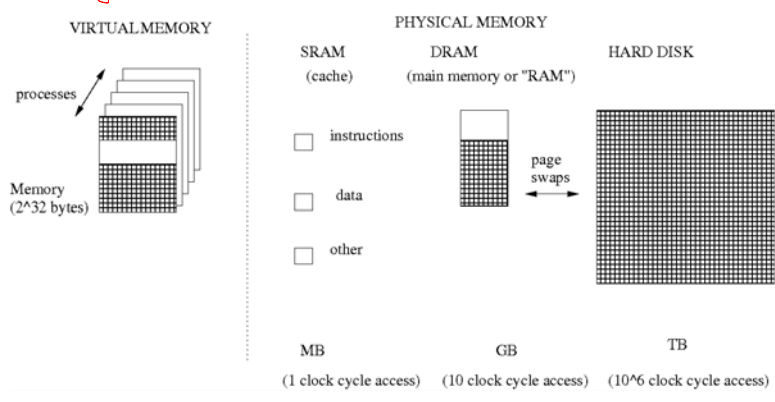 VIRTUAL MEMORY
PHYSICAL MEMORY
SRAM
(cache)
DRAM
(main memory or "RAM")
HARD DISK
processes
Memory
(2^32 bytes)
instructions
data
other
page
swaps
MB
(1 clock cycle access)
GB
(10 clock cycle access)
TB
(10^6 clock cycle access)